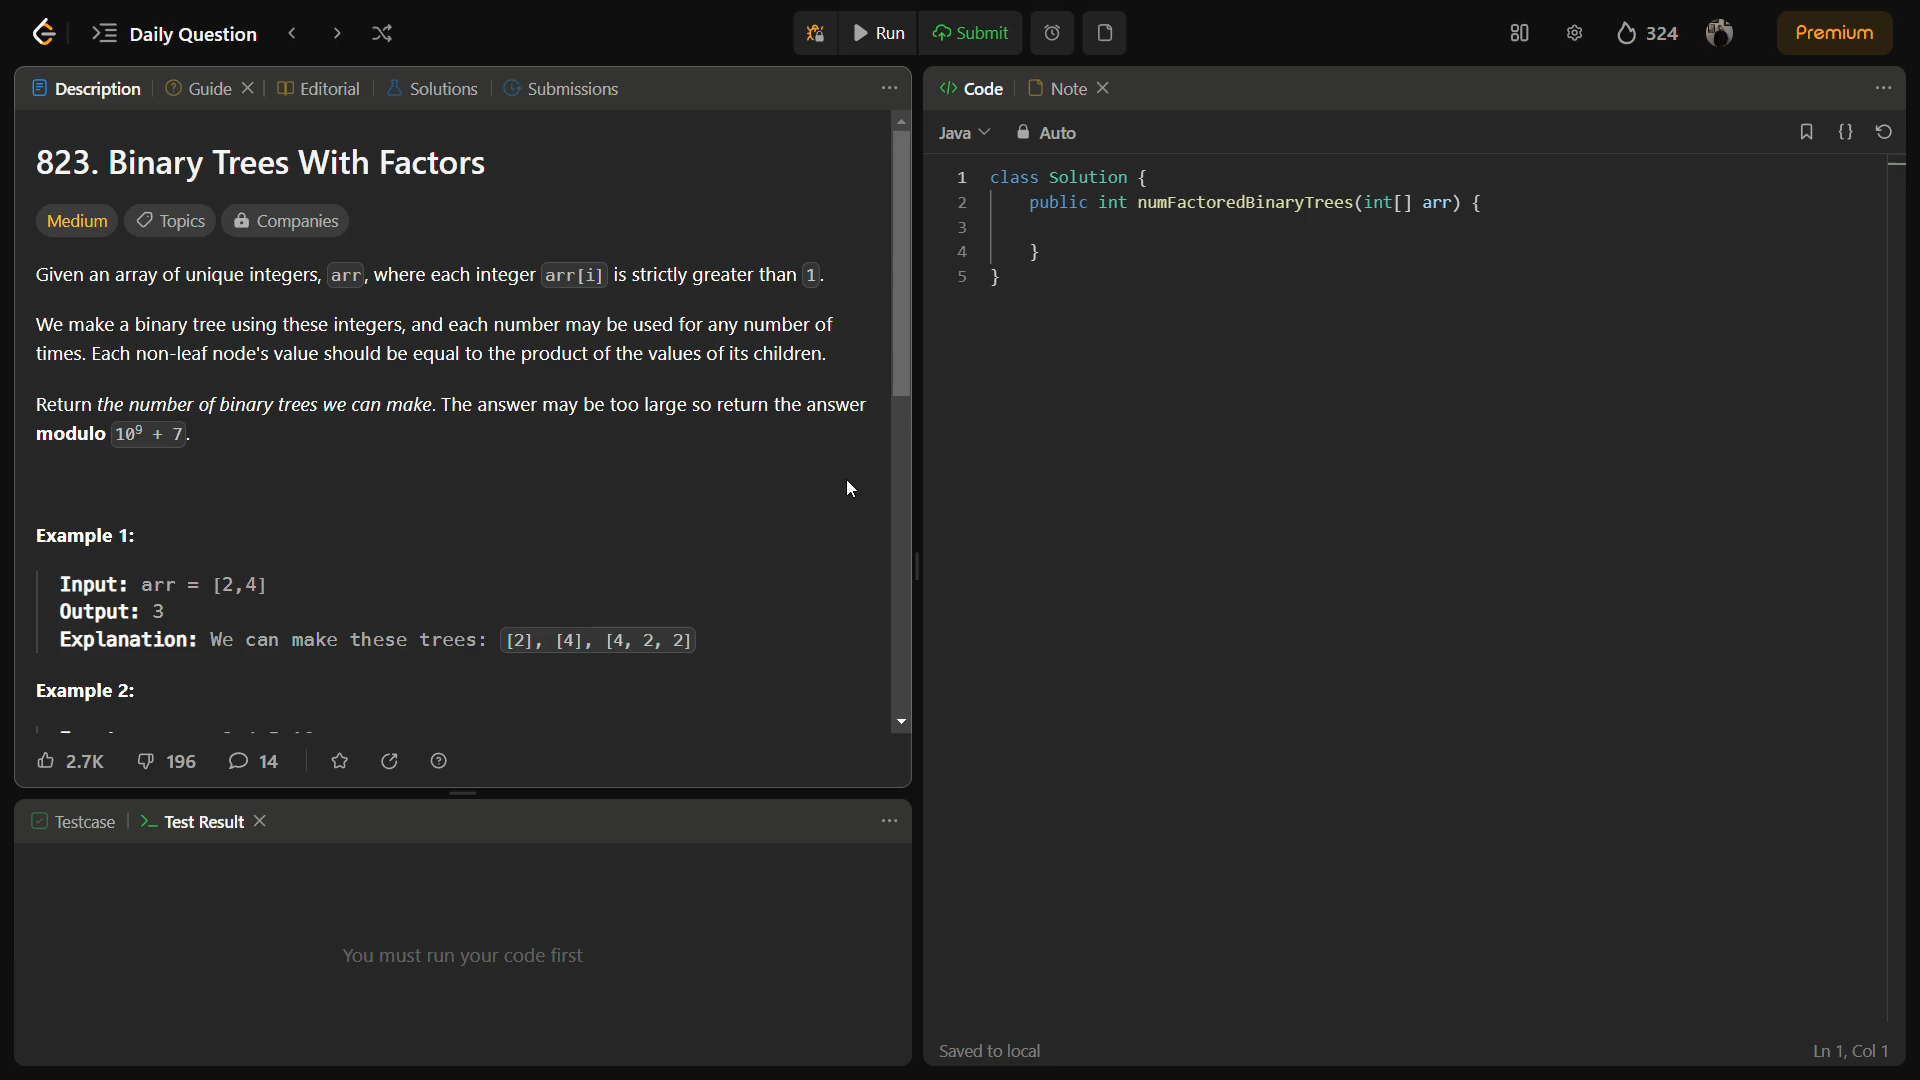 Daily Question
Run
Submit
324
Premium
Description
Guide
Editorial
Solutions
Submissions
823. Binary Trees With Factors
Medium
Topics
Companies
Given an array of unique integers, arr, where each integer arr[i] is strictly greater than 1.
We make a binary tree using these integers, and each number may be used for any number of
times. Each non-leaf node's value should be equal to the product of the values of its children.
Return the number of binary trees we can make. The answer may be too large so return the answer
modulo 10⁹ + 7.
Example 1:
Input: arr = [2,4]
Output: 3
Explanation: We can make these trees: [2], [4], [4, 2, 2]
Example 2:
2.7K
196
14
Testcase
Test Result
You must run your code first
Code
Note
Java
Auto
1 class Solution {
2 public int numFactoredBinaryTrees(int[] arr) {
3
4 }
5 }
Saved to local
Ln 1, Col 1